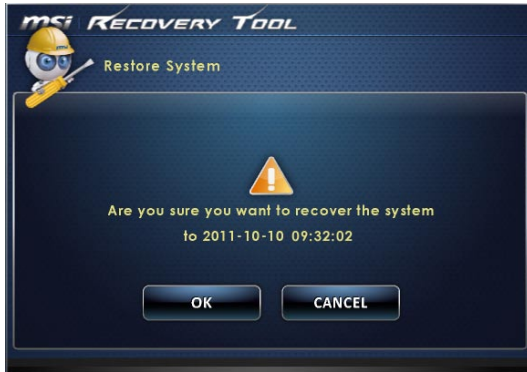 msi RECOVERY TOOL
Restore System
Are you sure you want to recover the system
to 2011-10-10 09:32:02
OK CANCEL